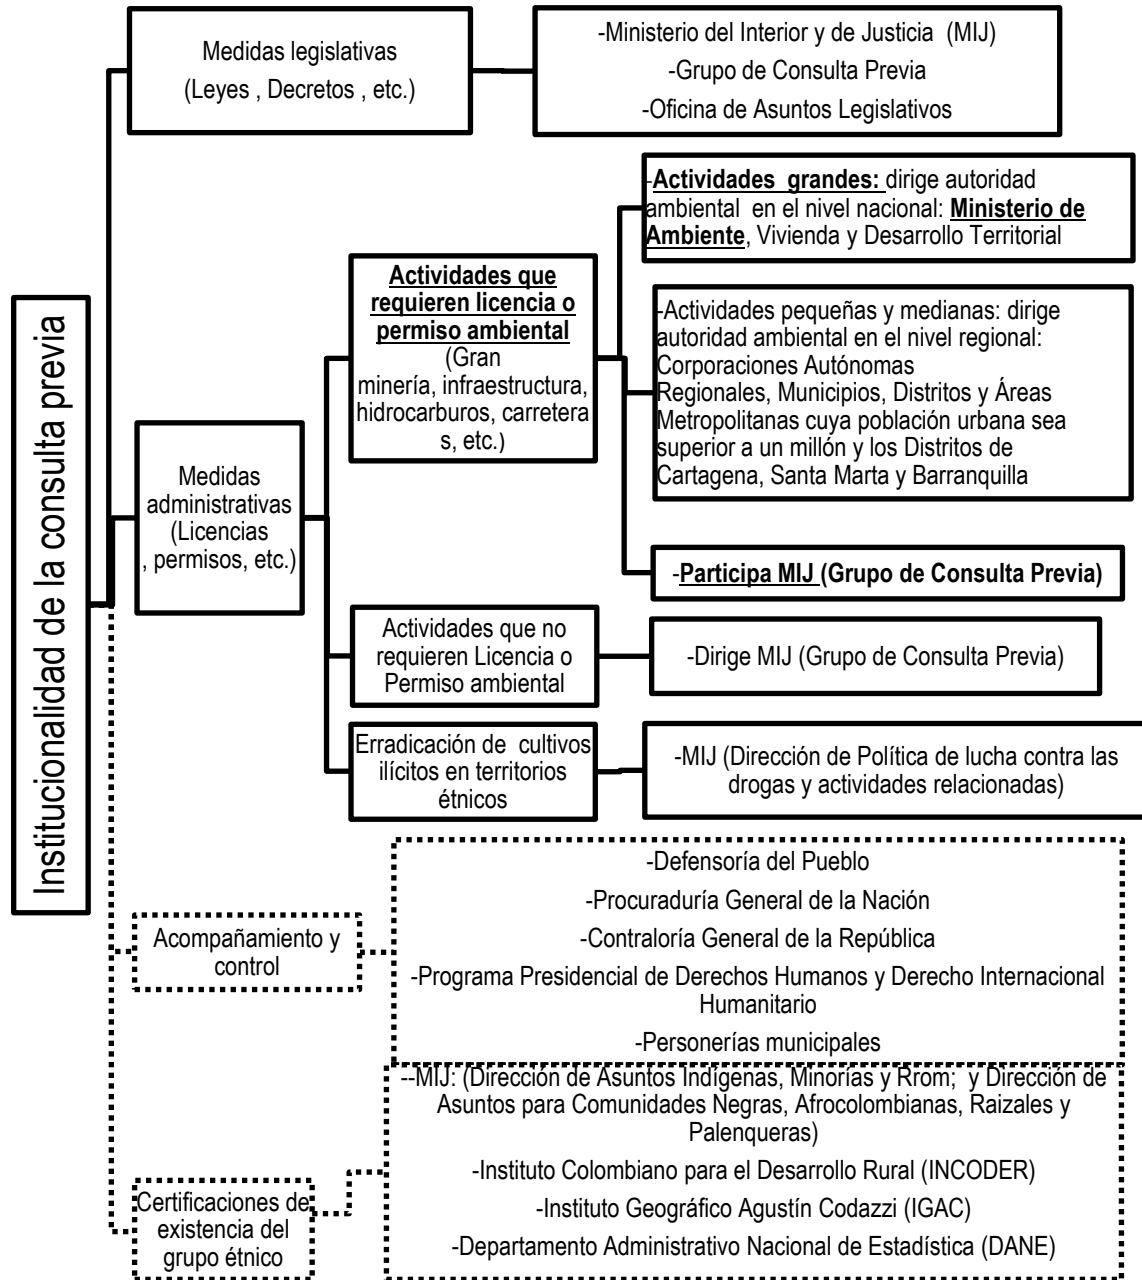 Institucionalidad de la consulta previa
Medidas legislativas
(Leyes , Decretos , etc.)
-Ministerio del Interior y de Justicia (MIJ)
-Grupo de Consulta Previa
-Oficina de Asuntos Legislativos
Medidas
administrativas
(Licencias
, permisos, etc.)
Actividades que
requieren licencia o
permiso ambiental
(Gran
minería, infraestructura,
hidrocarburos, carretera
s, etc.)
-Actividades grandes: dirige autoridad
ambiental en el nivel nacional: Ministerio de
Ambiente, Vivienda y Desarrollo Territorial
-Actividades pequeñas y medianas: dirige
autoridad ambiental en el nivel regional:
Corporaciones Autónomas
Regionales, Municipios, Distritos y Áreas
Metropolitanas cuya población urbana sea
superior a un millón y los Distritos de
Cartagena, Santa Marta y Barranquilla
-Participa MIJ (Grupo de Consulta Previa)
Actividades que no
requieren Licencia o
Permiso ambiental
-Dirige MIJ (Grupo de Consulta Previa)
Erradicación de cultivos
ilícitos en territorios
étnicos
-MIJ (Dirección de Política de lucha contra las
drogas y actividades relacionadas)
Acompañamiento y
control
-Defensoría del Pueblo
-Procuraduría General de la Nación
-Contraloría General de la República
-Programa Presidencial de Derechos Humanos y Derecho Internacional
Humanitario
-Personerías municipales
Certificaciones de
existencia del
grupo étnico
--MIJ: (Dirección de Asuntos Indígenas, Minorías y Rrom; y Dirección de
Asuntos para Comunidades Negras, Afrocolombianas, Raizales y
Palenqueras)
-Instituto Colombiano para el Desarrollo Rural (INCODER)
-Instituto Geográfico Agustín Codazzi (IGAC)
-Departamento Administrativo Nacional de Estadística (DANE)